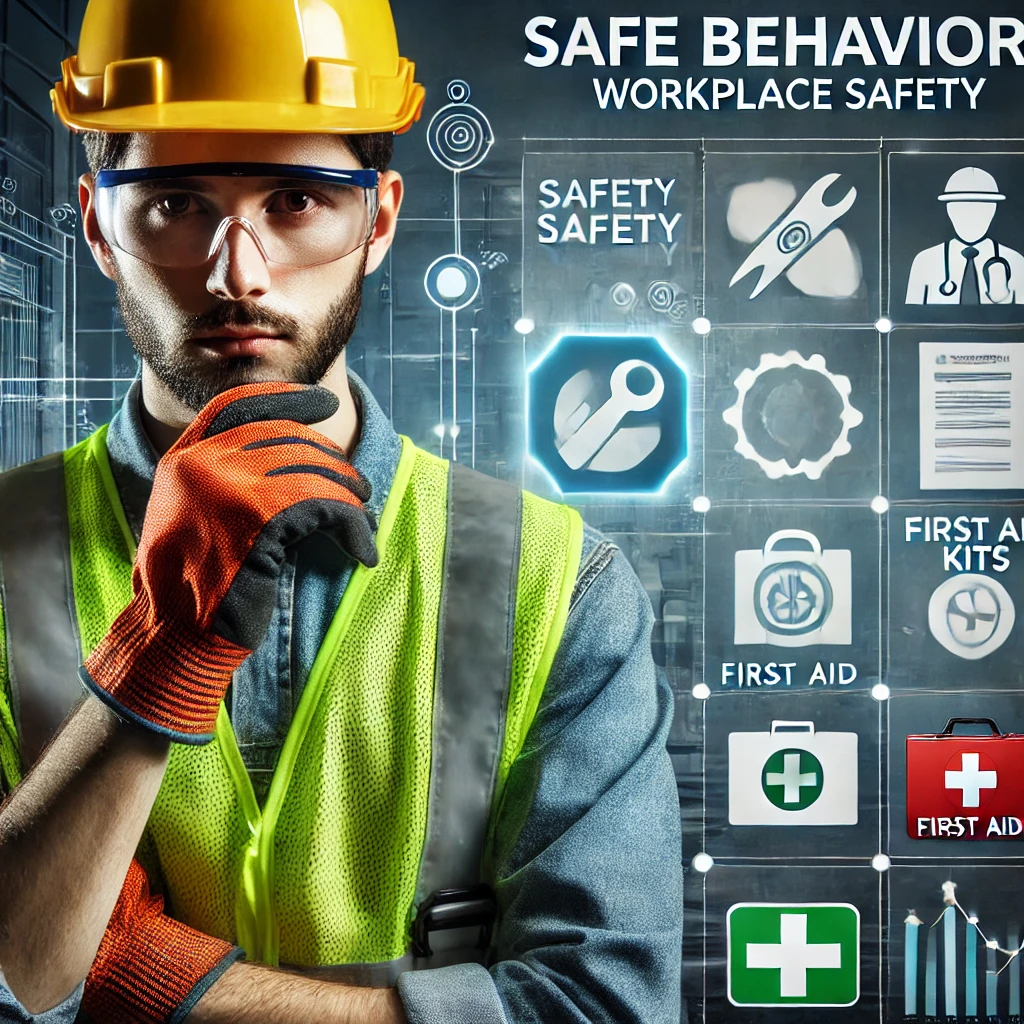 SAFE BEHAVIOR
WORKPLACE SAFETY
SAFETY
SAFETY
FIRST AI
KITS
FIRST AID
FIRST AID